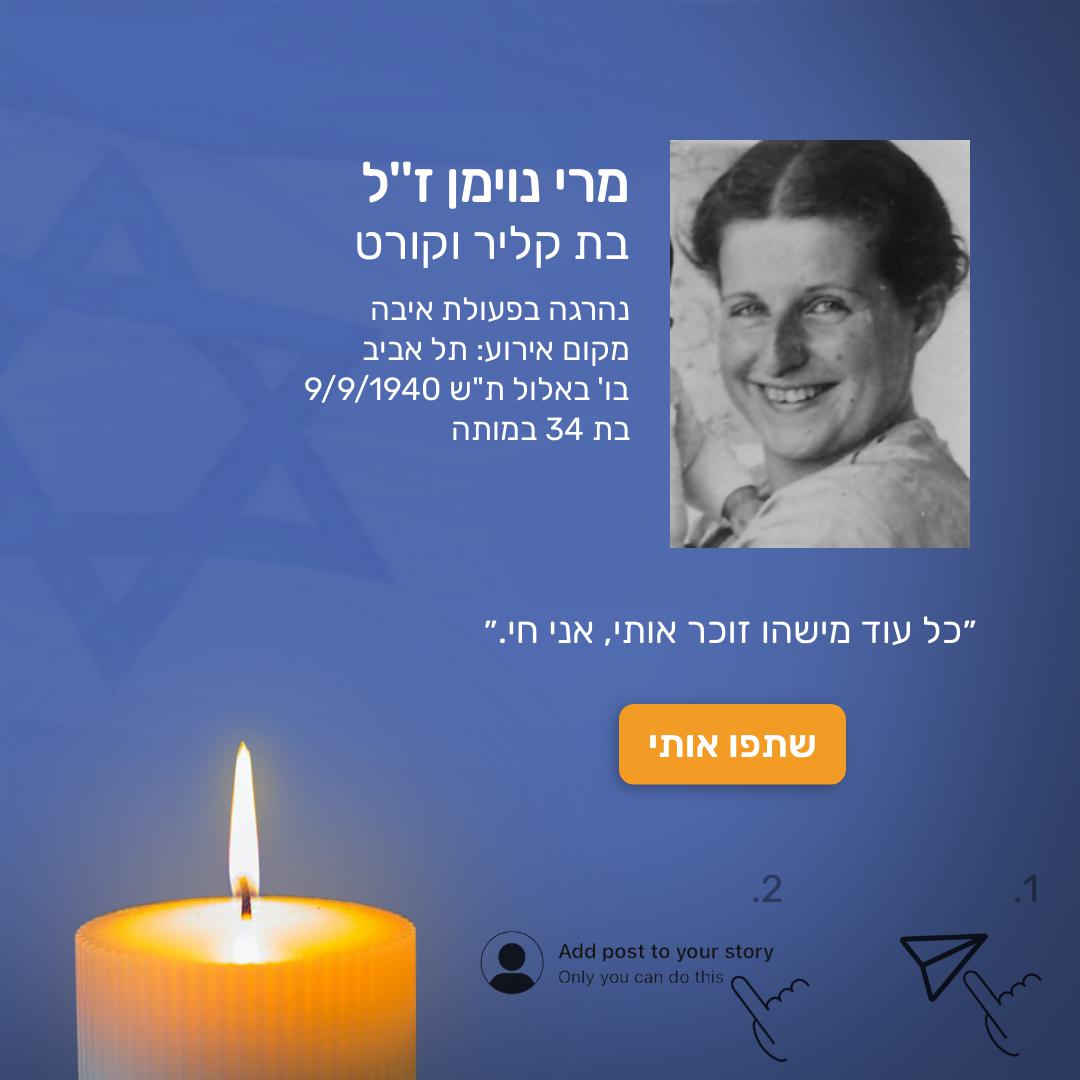 מרי נוימן ז"ל
בת קליר וקורט
נהרגה בפעולת איבה
מקום אירוע: תל אביב
בו' באלול ת"ש 9/9/1940
בת 34 במותה
״כל עוד מישהו זוכר אותי, אני חי.״
שתפו אותי
1.
2.
Add post to your story
Only you can do this